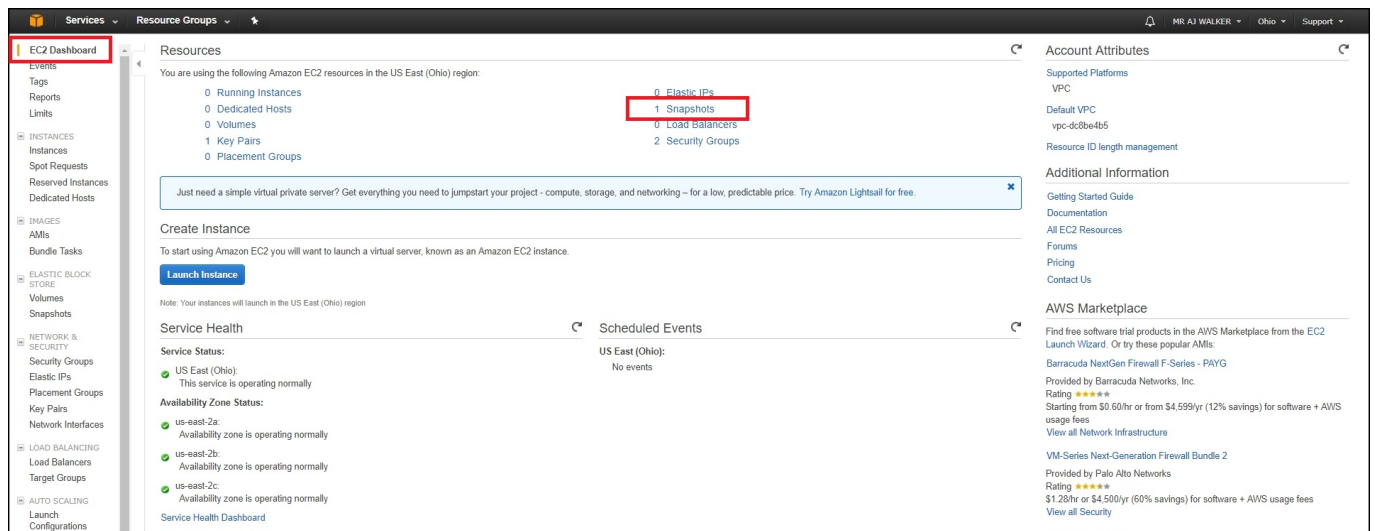 Services Resource Groups MR AJ WALKER Ohio Support
EC2 Dashboard
Events
Tags
Reports
Limits
INSTANCES
Instances
Spot Requests
Reserved Instances
Dedicated Hosts
IMAGES
AMIs
Bundle Tasks
ELASTIC BLOCK
STORE
Volumes
Snapshots
NETWORK &
SECURITY
Security Groups
Elastic IPs
Placement Groups
Key Pairs
Network Interfaces
LOAD BALANCING
Load Balancers
Target Groups
AUTO SCALING
Launch
Configurations
Resources
You are using the following Amazon EC2 resources in the US East (Ohio) region:
0 Running Instances
0 Dedicated Hosts
0 Volumes
1 Key Pairs
0 Placement Groups
0 Elastic IPs
1 Snapshots
0 Load Balancers
2 Security Groups
Just need a simple virtual private server? Get everything you need to jumpstart your project - compute, storage, and networking – for a low, predictable price. Try Amazon Lightsail for free.
Create Instance
To start using Amazon EC2 you will want to launch a virtual server, known as an Amazon EC2 instance.
Launch Instance
Note: Your instances will launch in the US East (Ohio) region
Service Health
Service Status:
US East (Ohio):
This service is operating normally
Availability Zone Status:
us-east-2a:
Availability zone is operating normally
us-east-2b:
Availability zone is operating normally
us-east-2c:
Availability zone is operating normally
Service Health Dashboard
Scheduled Events
US East (Ohio):
No events
Account Attributes
Supported Platforms
VPC
Default VPC
vpc-dc8be4b5
Resource ID length management
Additional Information
Getting Started Guide
Documentation
All EC2 Resources
Forums
Pricing
Contact Us
AWS Marketplace
Find free software trial products in the AWS Marketplace from the EC2
Launch Wizard. Or try these popular AMIs:
Barracuda NextGen Firewall F-Series - PAYG
Provided by Barracuda Networks, Inc.
Rating
Starting from $0.60/hr or from $4,599/yr (12% savings) for software + AWS
usage fees
View all Network Infrastructure
VM-Series Next-Generation Firewall Bundle 2
Provided by Palo Alto Networks
Rating
$1.28/hr or $4,500/yr (60% savings) for software + AWS usage fees
View all Security